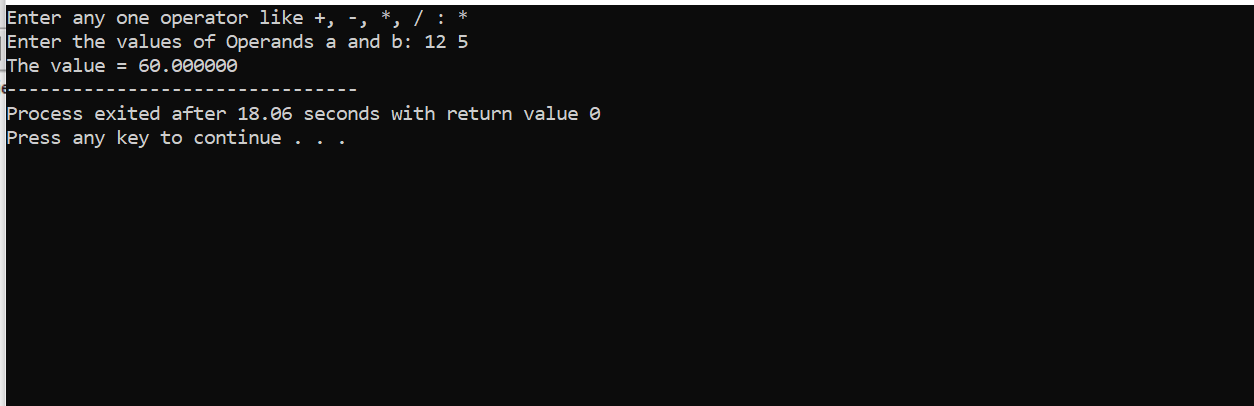 Enter any one operator like +, -, *, / : *
Enter the values of Operands a and b: 12 5
The value = 60.000000
--------------------------------
Process exited after 18.06 seconds with return value 0
Press any key to continue . . .